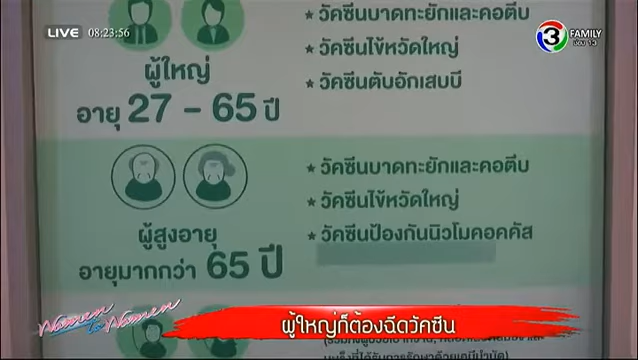 LIVE 08:23:56
3 FAMILY
ช่อง 13
★ วัคซีนบาดทะยักและคอตีบ
★ วัคซีนไข้หวัดใหญ่
★ วัคซีนตับอักเสบบี
ผู้ใหญ่
อายุ 27 - 65 ปี
★ วัคซีนบาดทะยักและคอตีบ
★ วัคซีนไข้หวัดใหญ่
★ วัคซีนป้องกันนิวโมคอคคัส
ผู้สูงอายุ
อายุมากกว่า 65 ปี
Women to Women
ผู้ใหญ่ก็ต้องฉีดวัคซีน